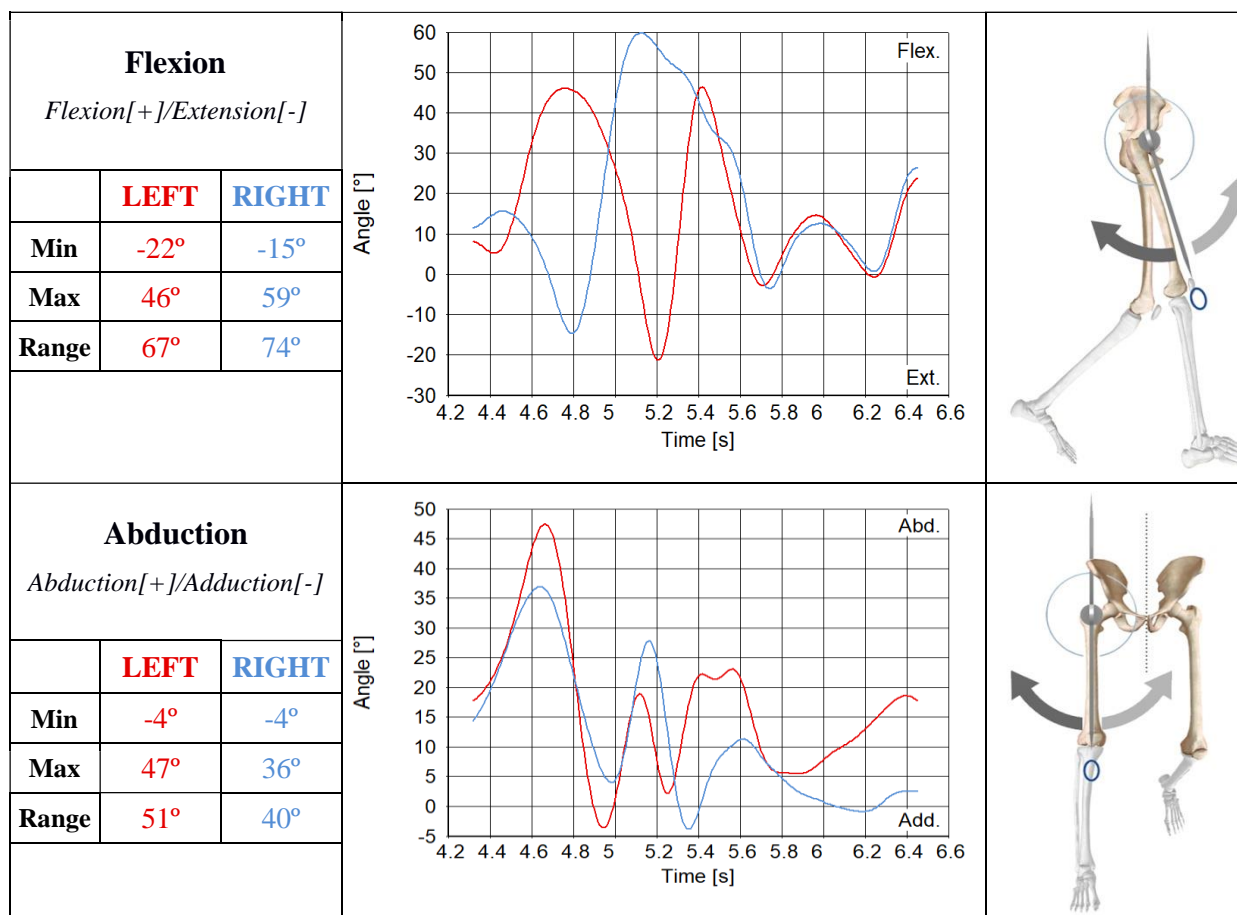 Flexion
Flexion[+]/Extension[-]
LEFT RIGHT
Min -22º -15º
Max 46º 59º
Range 67º 74º
60
50
40
30
20
10
0
-10
-20
-30
Angle [°]
Flex.
Ext.
4.2 4.4 4.6 4.8 5 5.2 5.4 5.6 5.8 6 6.2 6.4 6.6
Time [s]
Abduction
Abduction[+]/Adduction[-]
LEFT RIGHT
Min -4º -4º
Max 47º 36º
Range 51º 40º
50
45
40
35
30
25
20
15
10
5
0
-5
Angle [°]
Abd.
Add.
4.2 4.4 4.6 4.8 5 5.2 5.4 5.6 5.8 6 6.2 6.4 6.6
Time [s]